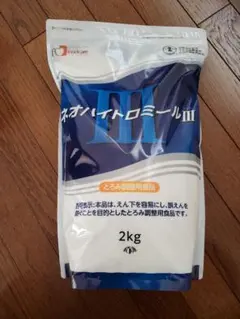 III
ネオハイトロミールIII
とろみ調整用食品
許可表示:本品は、えん下を容易にし、誤えんを
防ぐことを目的としたとろみ調整用食品です。
2kg